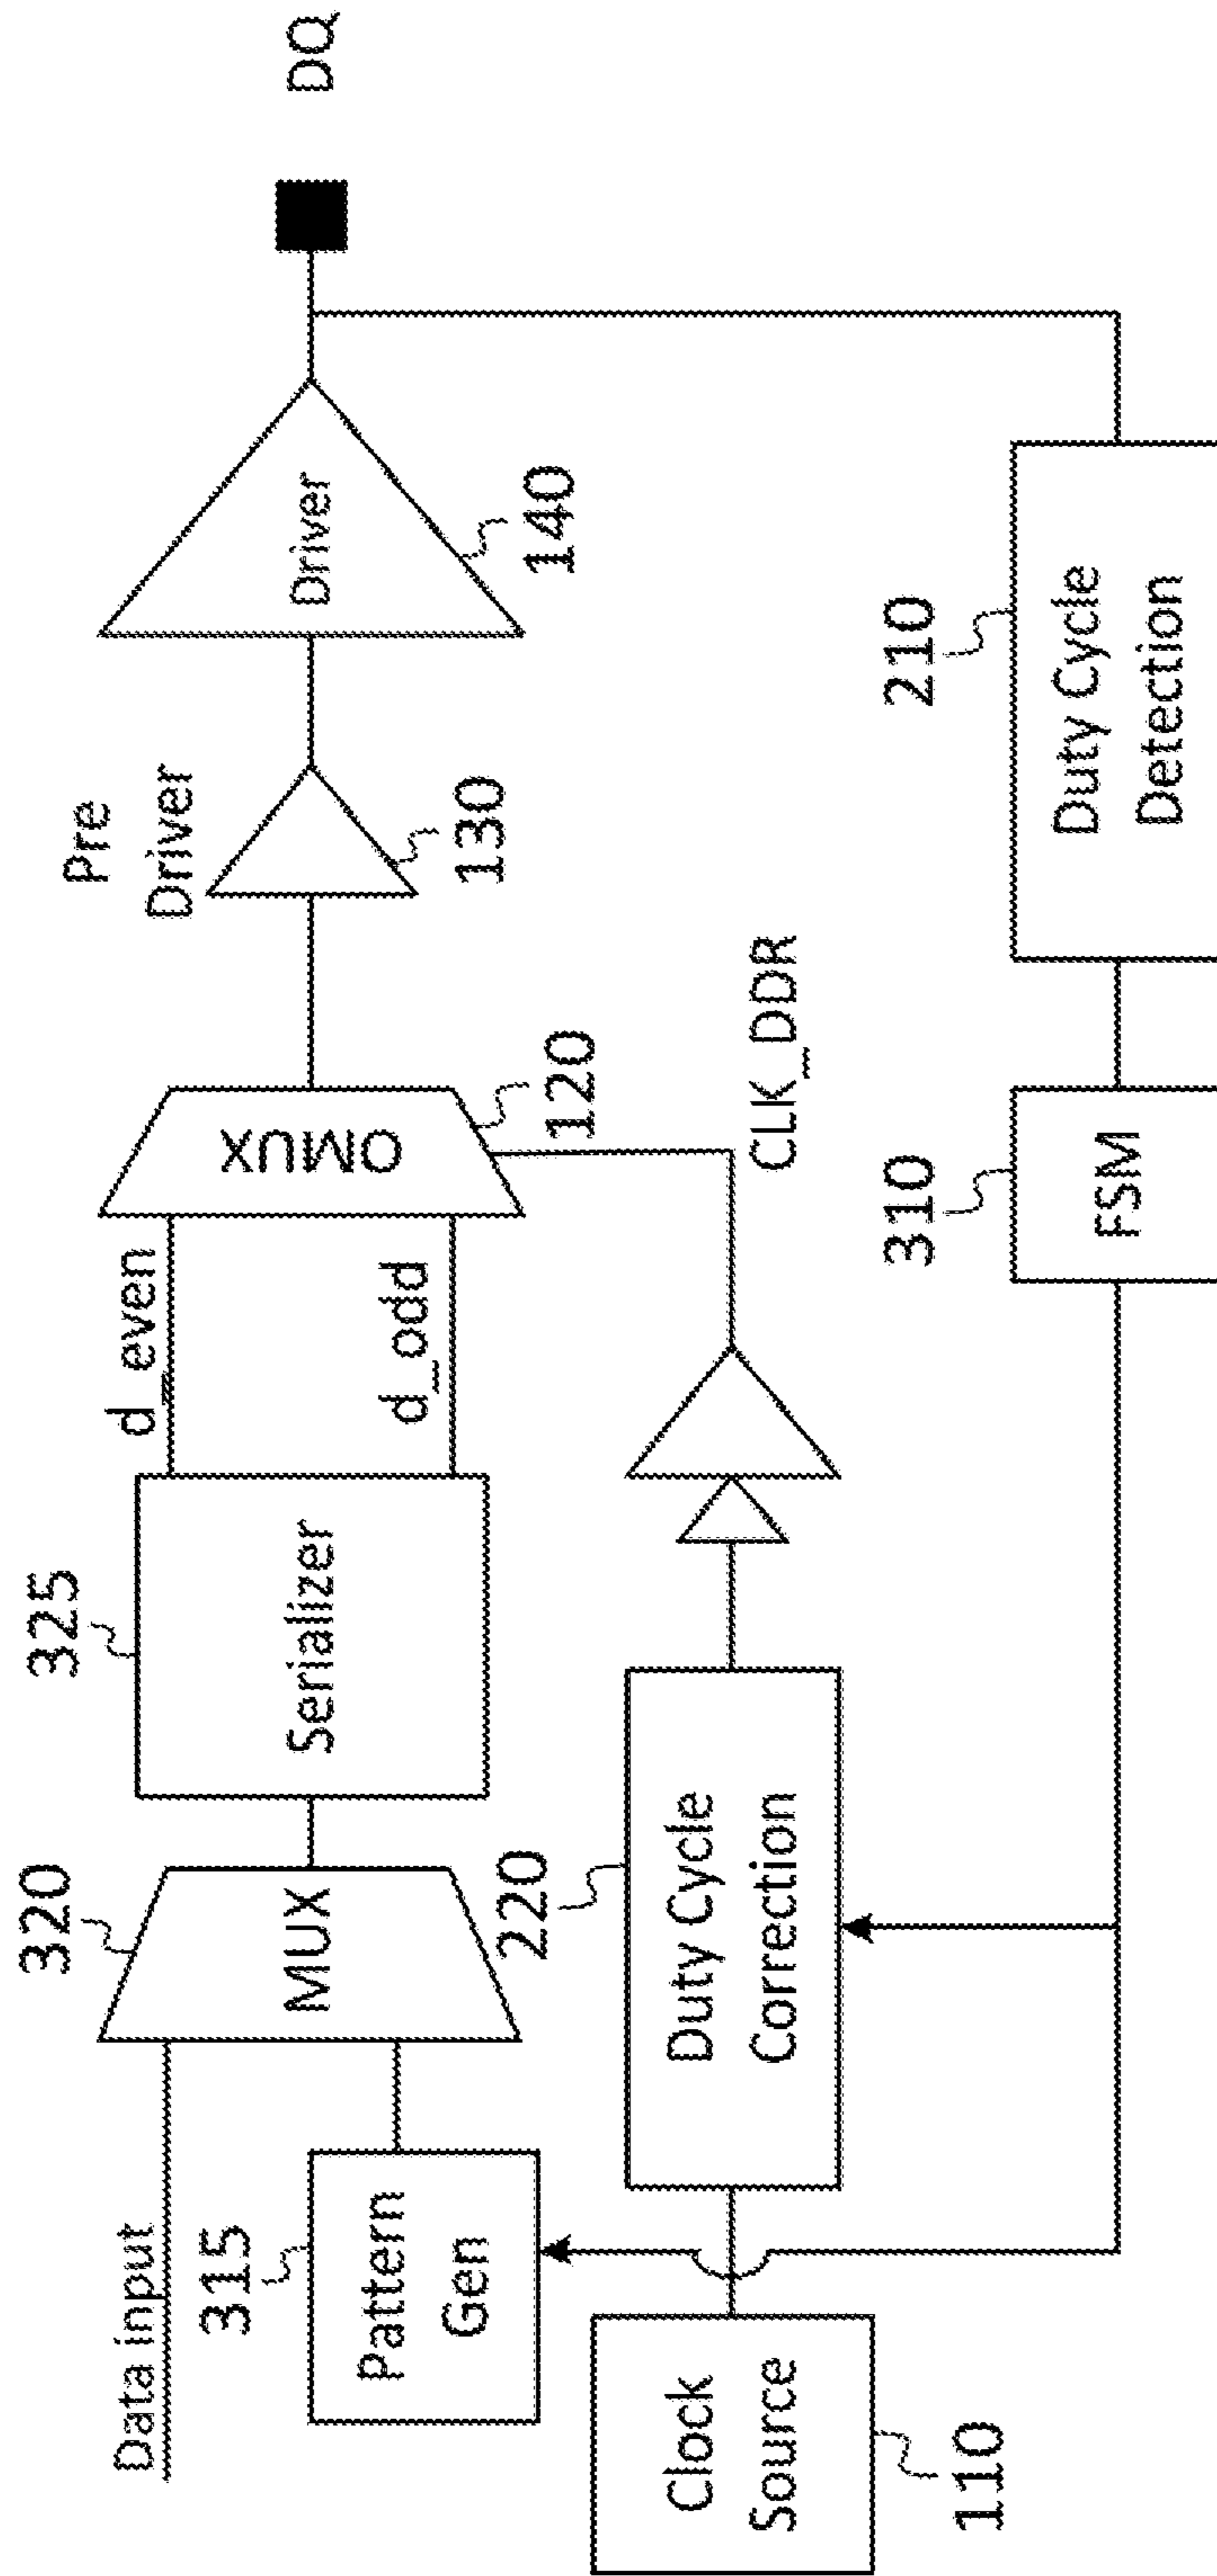 Data input
315
Pattern
Gen
320
MUX
325
Serializer
d_even
d_odd
OMUX
120
Pre
Driver
130
Driver
140
DQ
Clock
Source
110
220
Duty Cycle
Correction
CLK_DDR
310
FSM
210
Duty Cycle
Detection